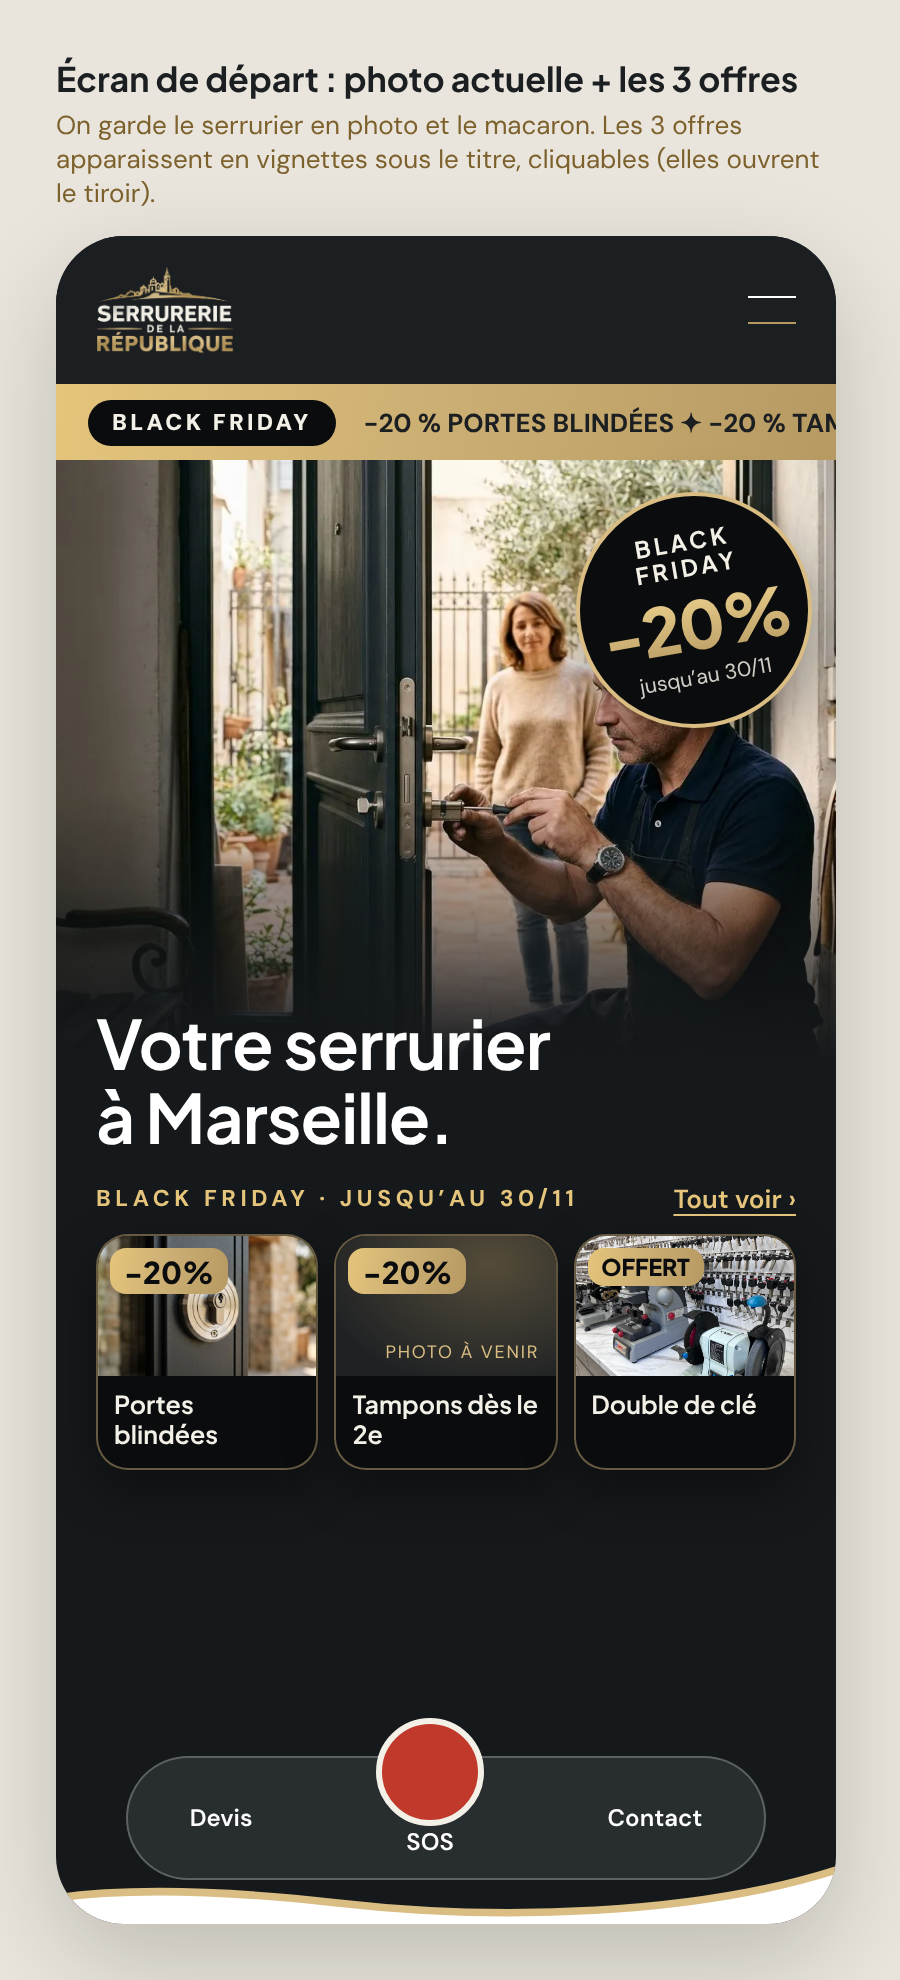 Écran de départ : photo actuelle + les 3 offres
On garde le serrurier en photo et le macaron. Les 3 offres
apparaissent en vignettes sous le titre, cliquables (elles ouvrent
le tiroir).
SERRURERIE
DE LA
RÉPUBLIQUE
BLACK FRIDAY
−20 % PORTES BLINDÉES ✦ −20 % TAM
BLACK
FRIDAY
−20%
jusqu’au 30/11
Votre serrurier
à Marseille.
BLACK FRIDAY · JUSQU’AU 30/11
Tout voir ›
−20%
−20%
OFFERT
PHOTO À VENIR
Portes
blindées
Tampons dès le
2e
Double de clé
Devis
SOS
Contact